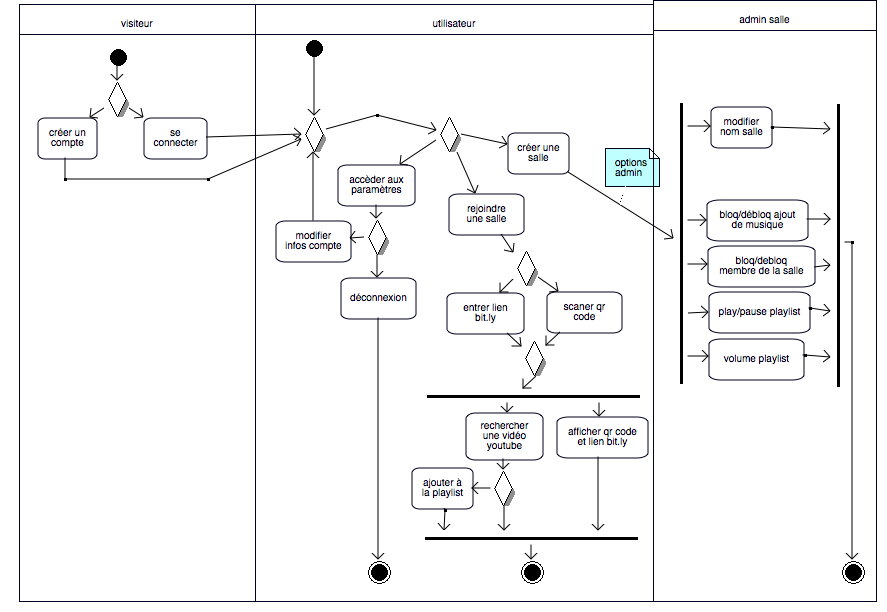 visiteur
utilisateur
admin salle
créer un
compte
se
connecter
accèder aux
paramètres
modifier
infos compte
déconnexion
créer une
salle
rejoindre
une salle
entrer lien
bit.ly
scaner qr
code
rechercher
une vidéo
youtube
afficher qr code
et lien bit.ly
ajouter à
la playlist
options
admin
modifier
nom salle
bloq/débloq ajout
de musique
bloq/debloq
membre de la salle
play/pause playlist
volume playlist